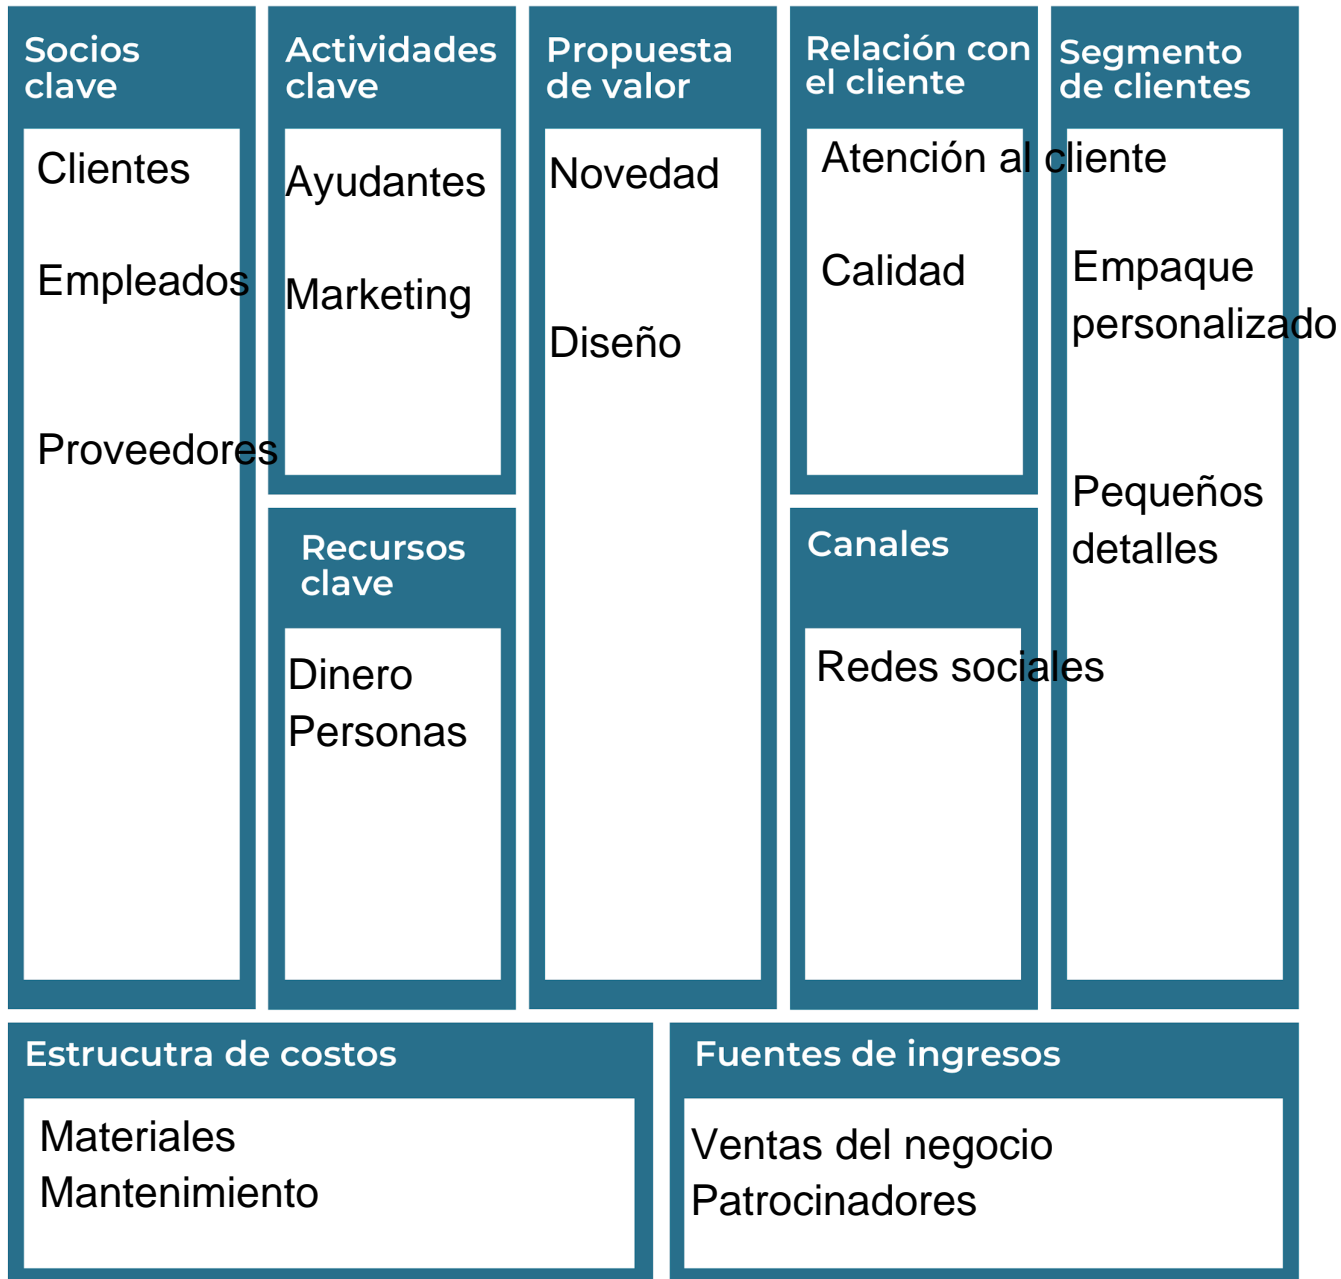 Socios
clave
Clientes
Empleados
Proveedores
Actividades
clave
Ayudantes
Marketing
Recursos
clave
Dinero
Personas
Propuesta
de valor
Novedad
Diseño
Relación con
el cliente
Atención al cliente
Calidad
Canales
Redes sociales
Segmento
de clientes
Empaque
personalizado
Pequeños
detalles
Estrucutra de costos
Materiales
Mantenimiento
Fuentes de ingresos
Ventas del negocio
Patrocinadores